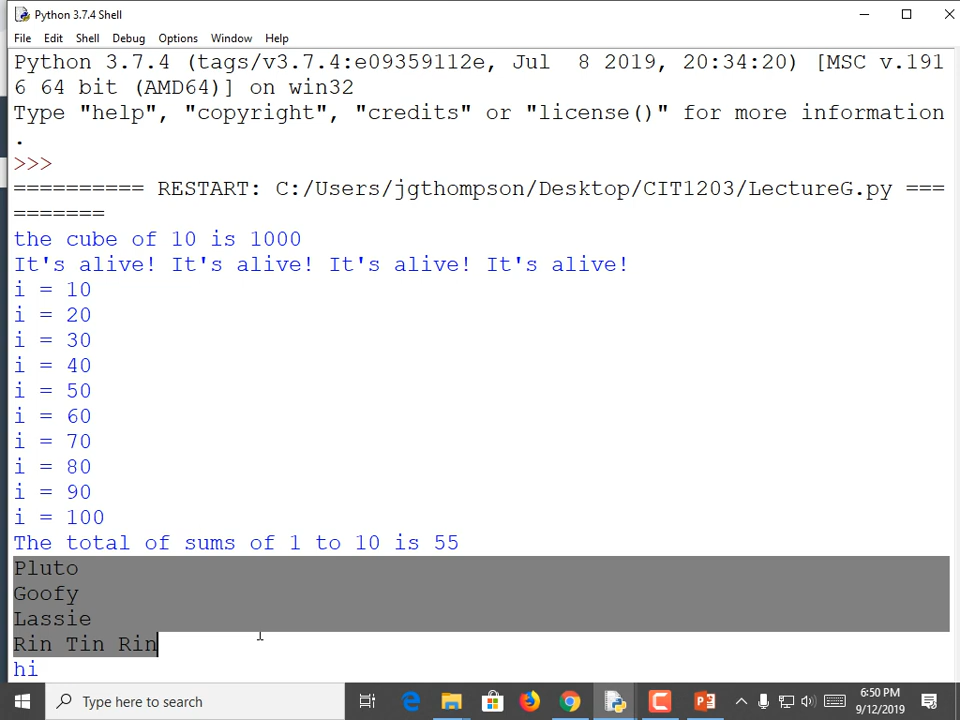 Python 3.7.4 Shell
File Edit Shell Debug Options Window Help
Python 3.7.4 (tags/v3.7.4:e09359112e, Jul  8 2019, 20:34:20) [MSC v.191
6 64 bit (AMD64)] on win32
Type "help", "copyright", "credits" or "license()" for more information
.
>>>
========== RESTART: C:/Users/jgthompson/Desktop/CIT1203/LectureG.py ===
=======
the cube of 10 is 1000
It's alive! It's alive! It's alive! It's alive!
i = 10
i = 20
i = 30
i = 40
i = 50
i = 60
i = 70
i = 80
i = 90
i = 100
The total of sums of 1 to 10 is 55
Pluto
Goofy
Lassie
Rin Tin Rin
hi
Type here to search
6:50 PM
9/12/2019